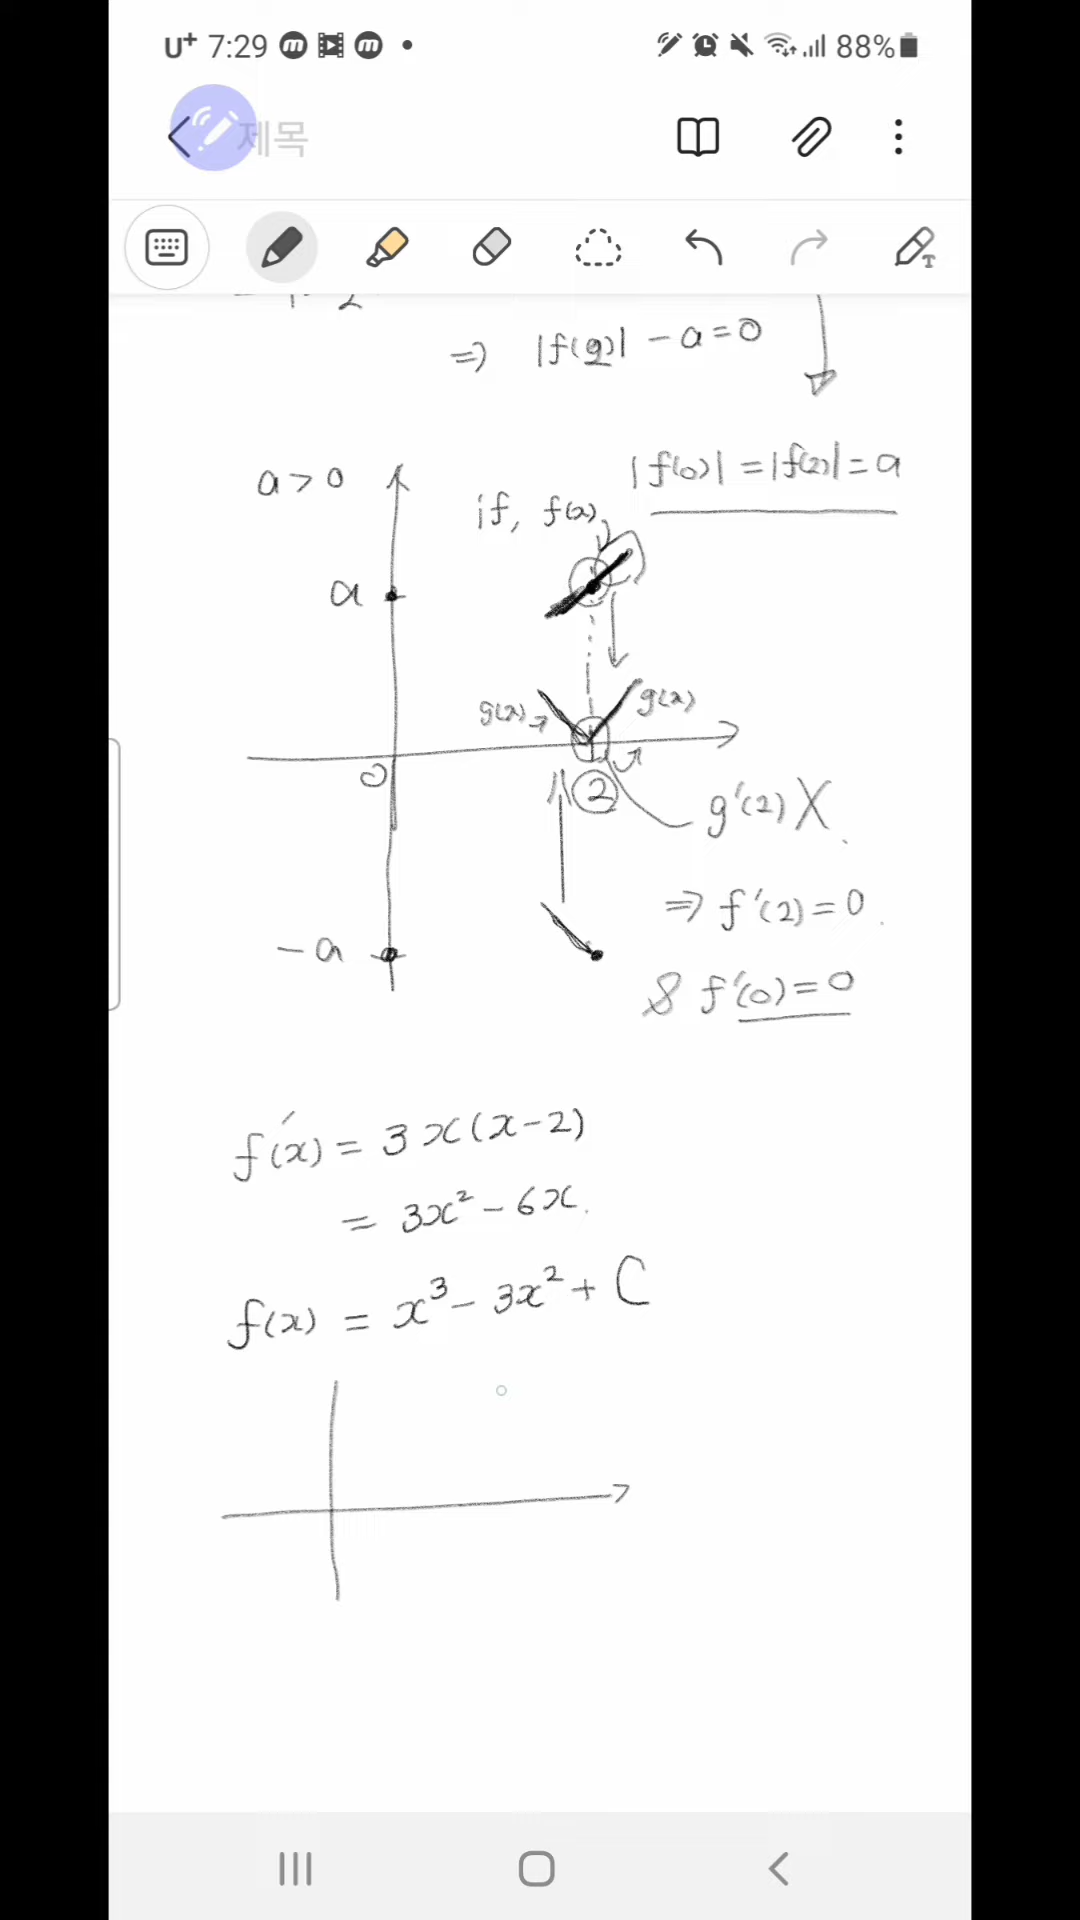 U+ 7:29 88%
제목
⇒ |f(g)| - a = 0
|f(0)| = |f(2)| = a
a > 0
if, f(x)
a
g(x)
g(x)
0
2
g'(2) X.
⇒ f'(2) = 0.
- a
& f'(0) = 0
f'(x) = 3x(x-2)
= 3x² - 6x.
f(x) = x³ - 3x² + C